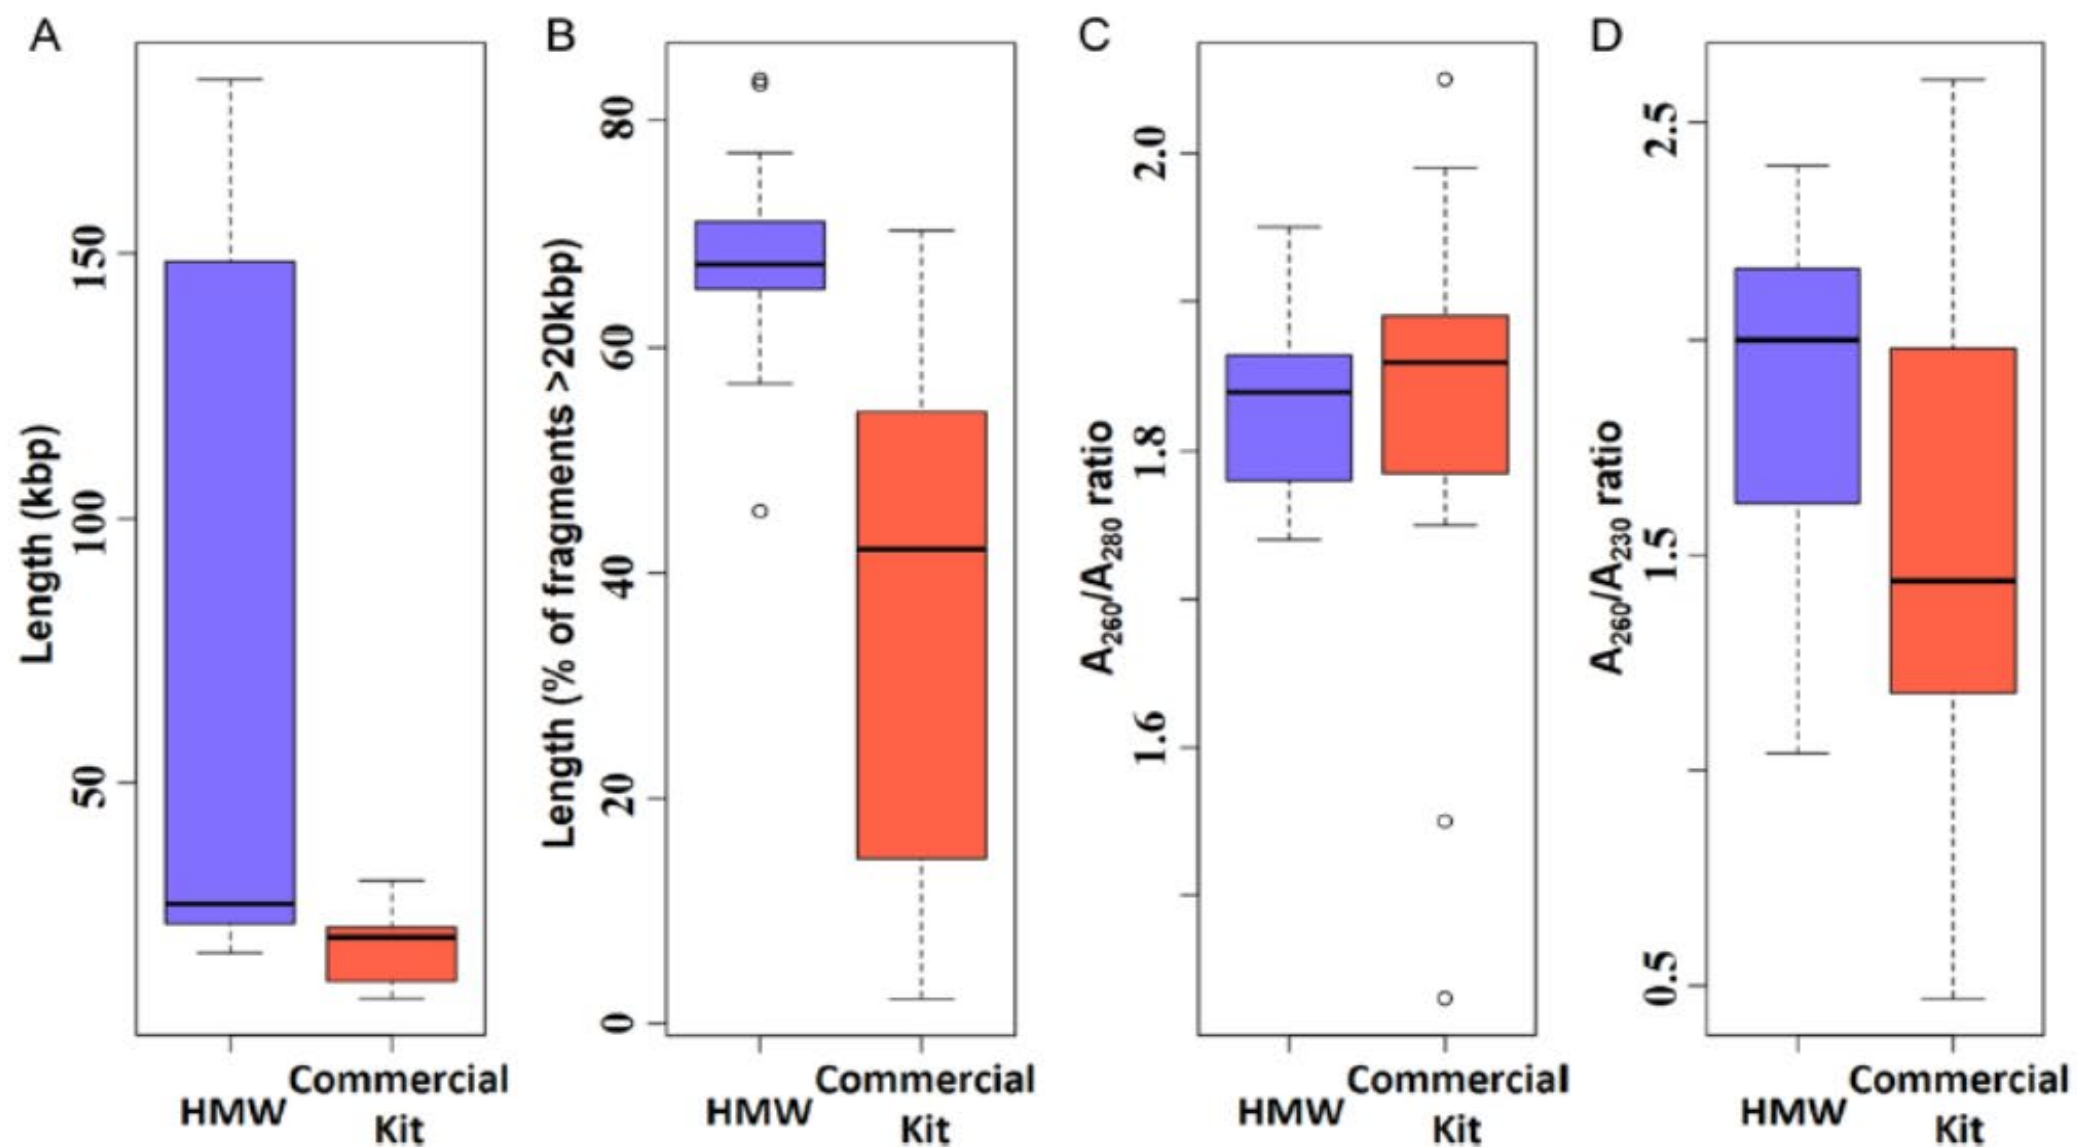 A
Length (kbp)
150
100
50
HMW
Commercial
Kit
B
Length (% of fragments >20kbp)
80
60
40
20
0
HMW
Commercial
Kit
C
A260/A280 ratio
2.0
1.8
1.6
HMW
Commercial
Kit
D
A260/A230 ratio
2.5
1.5
0.5
HMW
Commercial
Kit